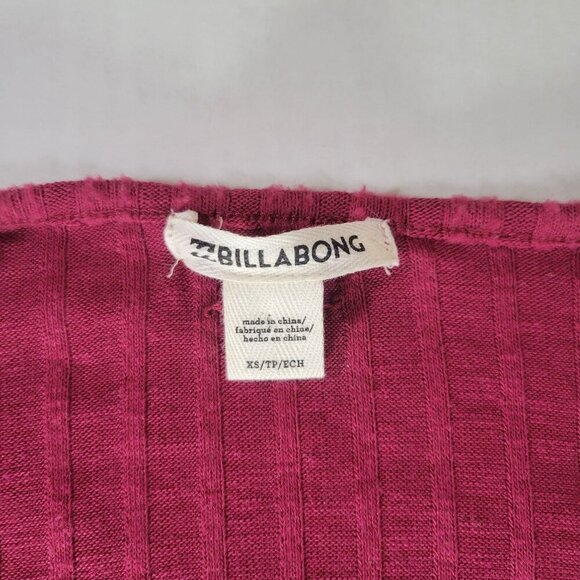 BILLABONG
made in china/
fabriqué en chine/
hecho en china
XS/TP/ECH